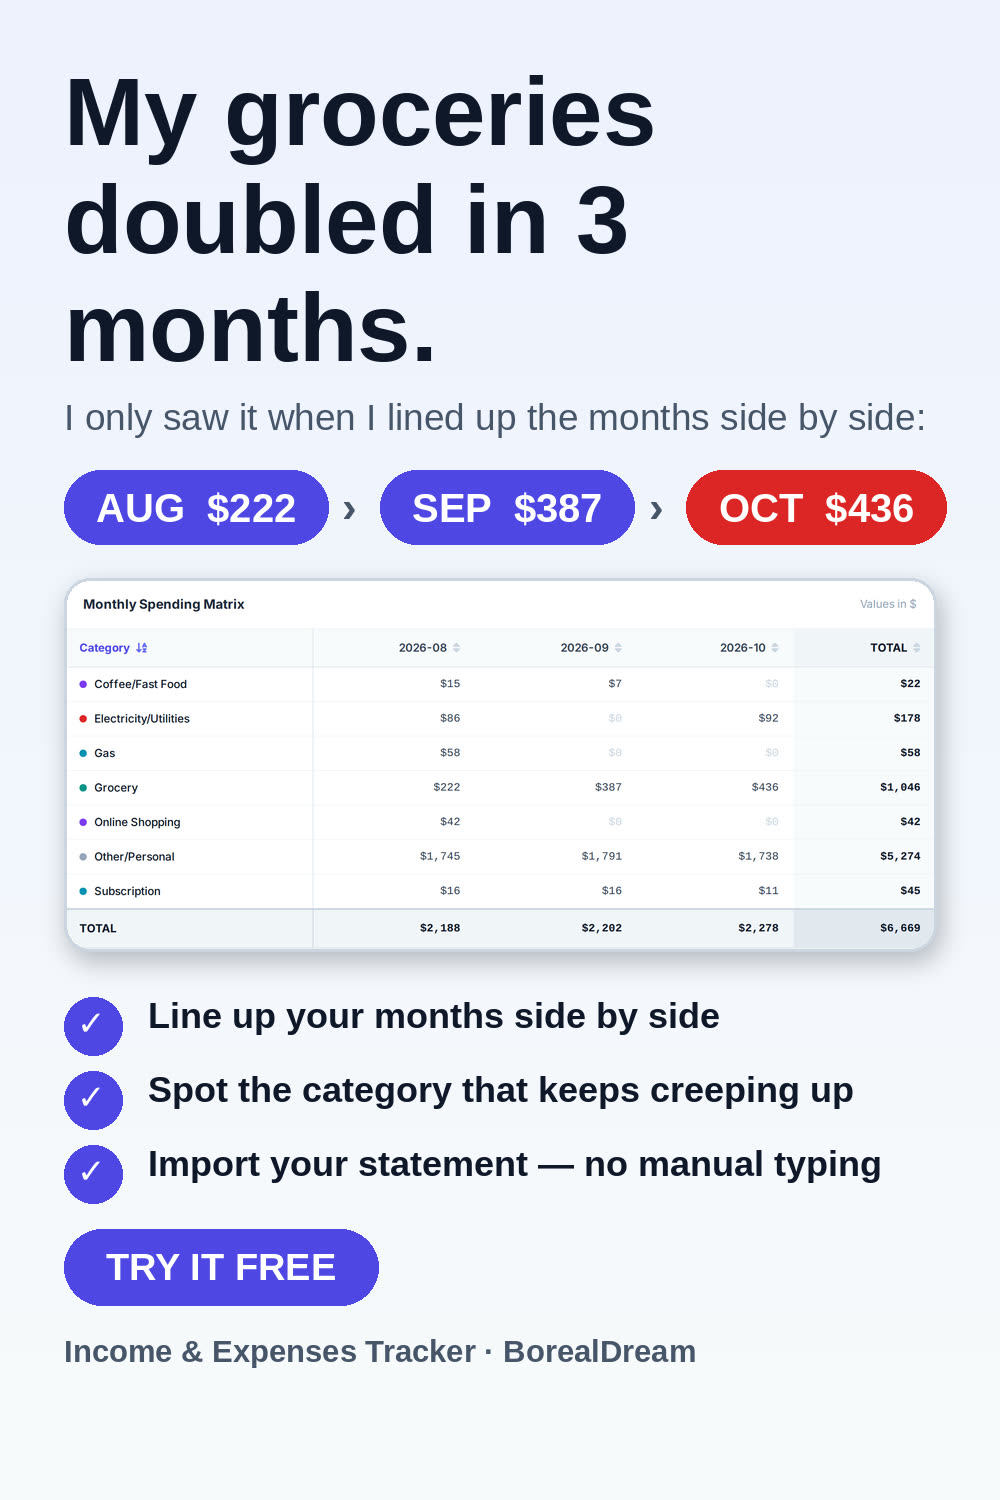 My groceries
doubled in 3
months.
I only saw it when I lined up the months side by side:
AUG $222 › SEP $387 › OCT $436
Monthly Spending Matrix Values in $
Category 2026-08 2026-09 2026-10 TOTAL
Coffee/Fast Food $15 $7 $0 $22
Electricity/Utilities $86 $0 $92 $178
Gas $58 $0 $0 $58
Grocery $222 $387 $436 $1,046
Online Shopping $42 $0 $0 $42
Other/Personal $1,745 $1,791 $1,738 $5,274
Subscription $16 $16 $11 $45
TOTAL $2,188 $2,202 $2,278 $6,669
✓ Line up your months side by side
✓ Spot the category that keeps creeping up
✓ Import your statement — no manual typing
TRY IT FREE
Income & Expenses Tracker · BorealDream